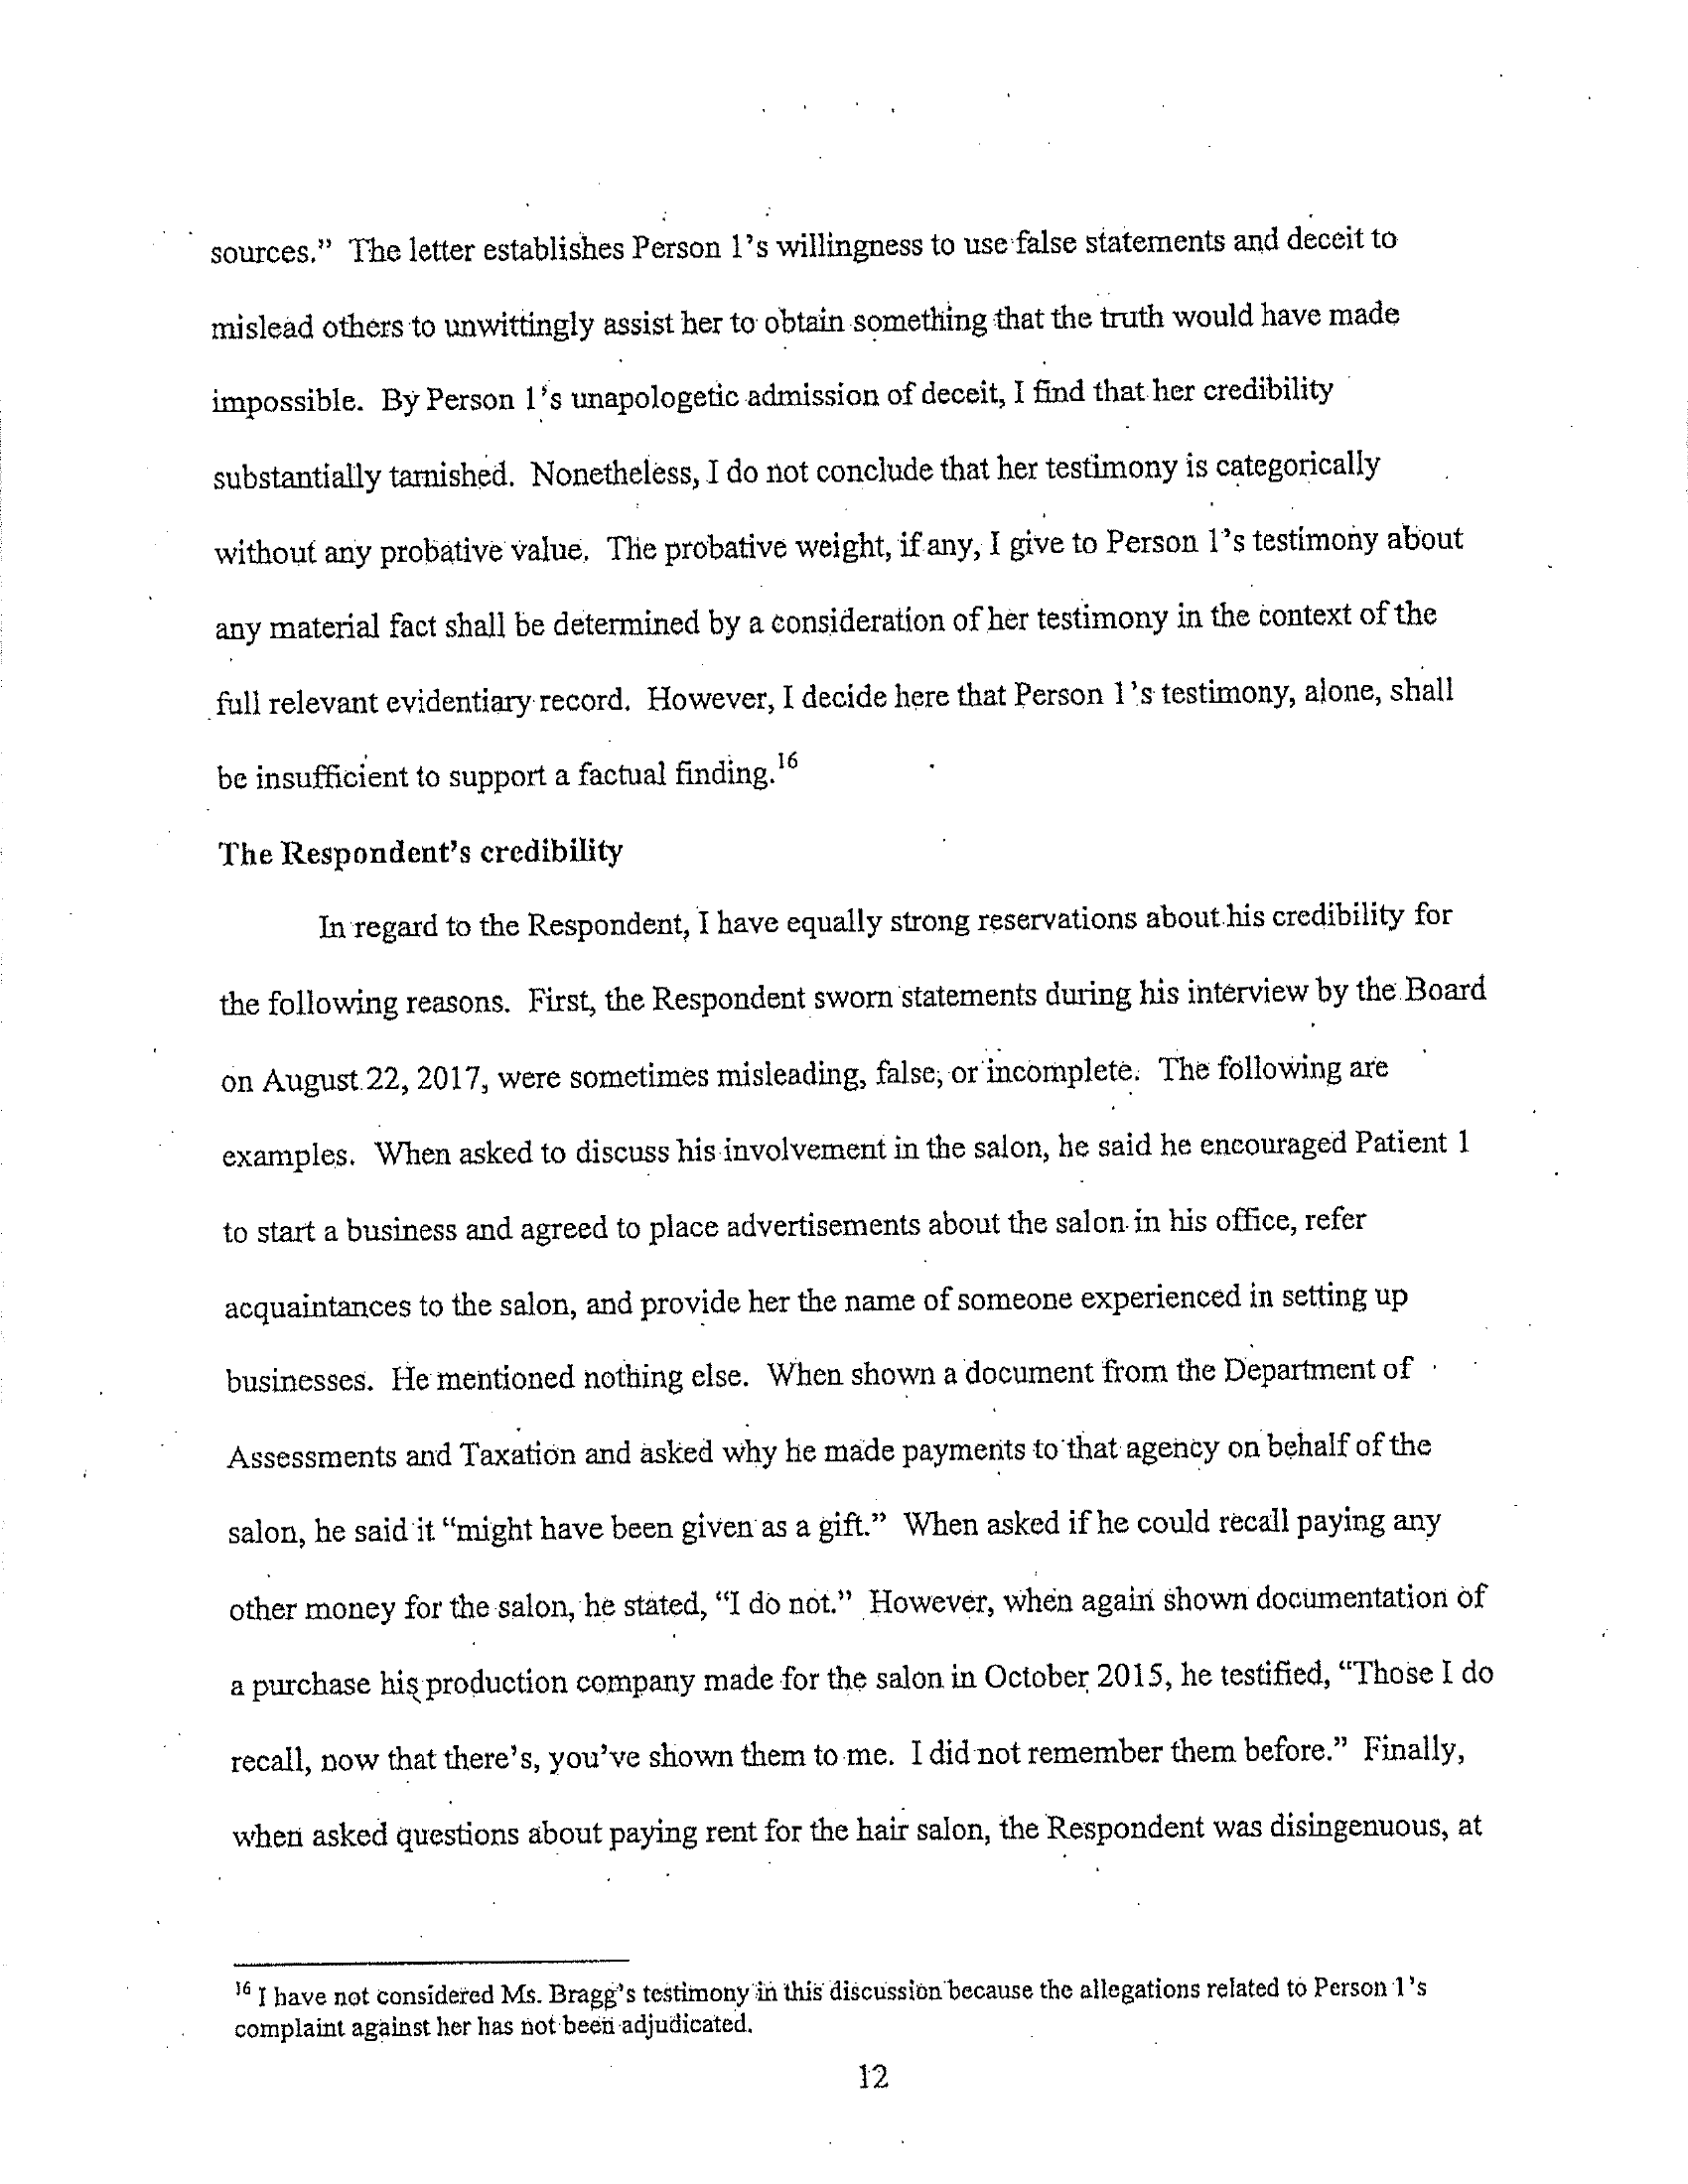 sources.” The letter establishes Person 1’s willingness to use false statements and deceit to
mislead others to unwittingly assist her to obtain something that the truth would have made
impossible. By Person 1’s unapologetic admission of deceit, I find that her credibility
substantially tarnished. Nonetheless, I do not conclude that her testimony is categorically
without any probative value. The probative weight, if any, I give to Person 1’s testimony about
any material fact shall be determined by a consideration of her testimony in the context of the
full relevant evidentiary record. However, I decide here that Person 1’s testimony, alone, shall
be insufficient to support a factual finding.16
The Respondent’s credibility
In regard to the Respondent, I have equally strong reservations about his credibility for
the following reasons. First, the Respondent sworn statements during his interview by the Board
on August 22, 2017, were sometimes misleading, false, or incomplete. The following are
examples. When asked to discuss his involvement in the salon, he said he encouraged Patient 1
to start a business and agreed to place advertisements about the salon in his office, refer
acquaintances to the salon, and provide her the name of someone experienced in setting up
businesses. He mentioned nothing else. When shown a document from the Department of
Assessments and Taxation and asked why he made payments to that agency on behalf of the
salon, he said it “might have been given as a gift.” When asked if he could recall paying any
other money for the salon, he stated, “I do not.” However, when again shown documentation of
a purchase his production company made for the salon in October 2015, he testified, “Those I do
recall, now that there’s, you’ve shown them to me. I did not remember them before.” Finally,
when asked questions about paying rent for the hair salon, the Respondent was disingenuous, at
16 I have not considered Ms. Bragg’s testimony in this discussion because the allegations related to Person 1’s
complaint against her has not been adjudicated.
12